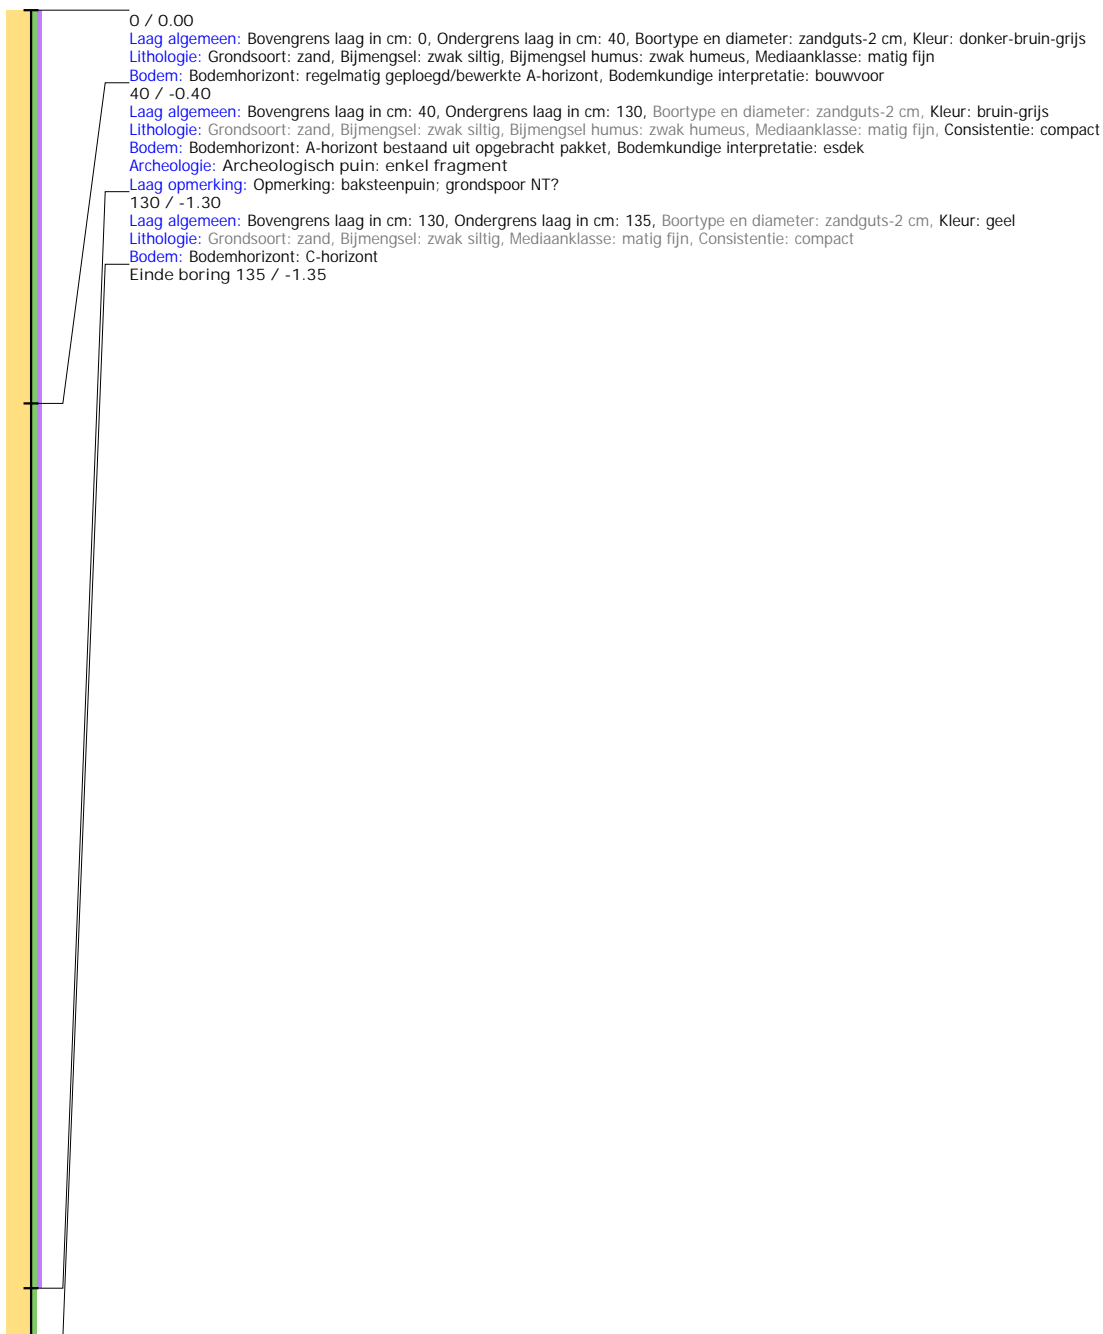 0 / 0.00
Laag algemeen: Bovengrens laag in cm: 0, Ondergrens laag in cm: 40, Boortype en diameter: zandguts-2 cm, Kleur: donker-bruin-grijs
Lithologie: Grondsoort: zand, Bijmengsel: zwak siltig, Bijmengsel humus: zwak humeus, Mediaanklasse: matig fijn
Bodem: Bodemhorizont: regelmatig geploegd/bewerkte A-horizont, Bodemkundige interpretatie: bouwvoor
40 / -0.40
Laag algemeen: Bovengrens laag in cm: 40, Ondergrens laag in cm: 130, Boortype en diameter: zandguts-2 cm, Kleur: bruin-grijs
Lithologie: Grondsoort: zand, Bijmengsel: zwak siltig, Bijmengsel humus: zwak humeus, Mediaanklasse: matig fijn, Consistentie: compact
Bodem: Bodemhorizont: A-horizont bestaand uit opgebracht pakket, Bodemkundige interpretatie: esdek
Archeologie: Archeologisch puin: enkel fragment
Laag opmerking: Opmerking: baksteenpuin; grondspoor NT?
130 / -1.30
Laag algemeen: Bovengrens laag in cm: 130, Ondergrens laag in cm: 135, Boortype en diameter: zandguts-2 cm, Kleur: geel
Lithologie: Grondsoort: zand, Bijmengsel: zwak siltig, Mediaanklasse: matig fijn, Consistentie: compact
Bodem: Bodemhorizont: C-horizont
Einde boring 135 / -1.35